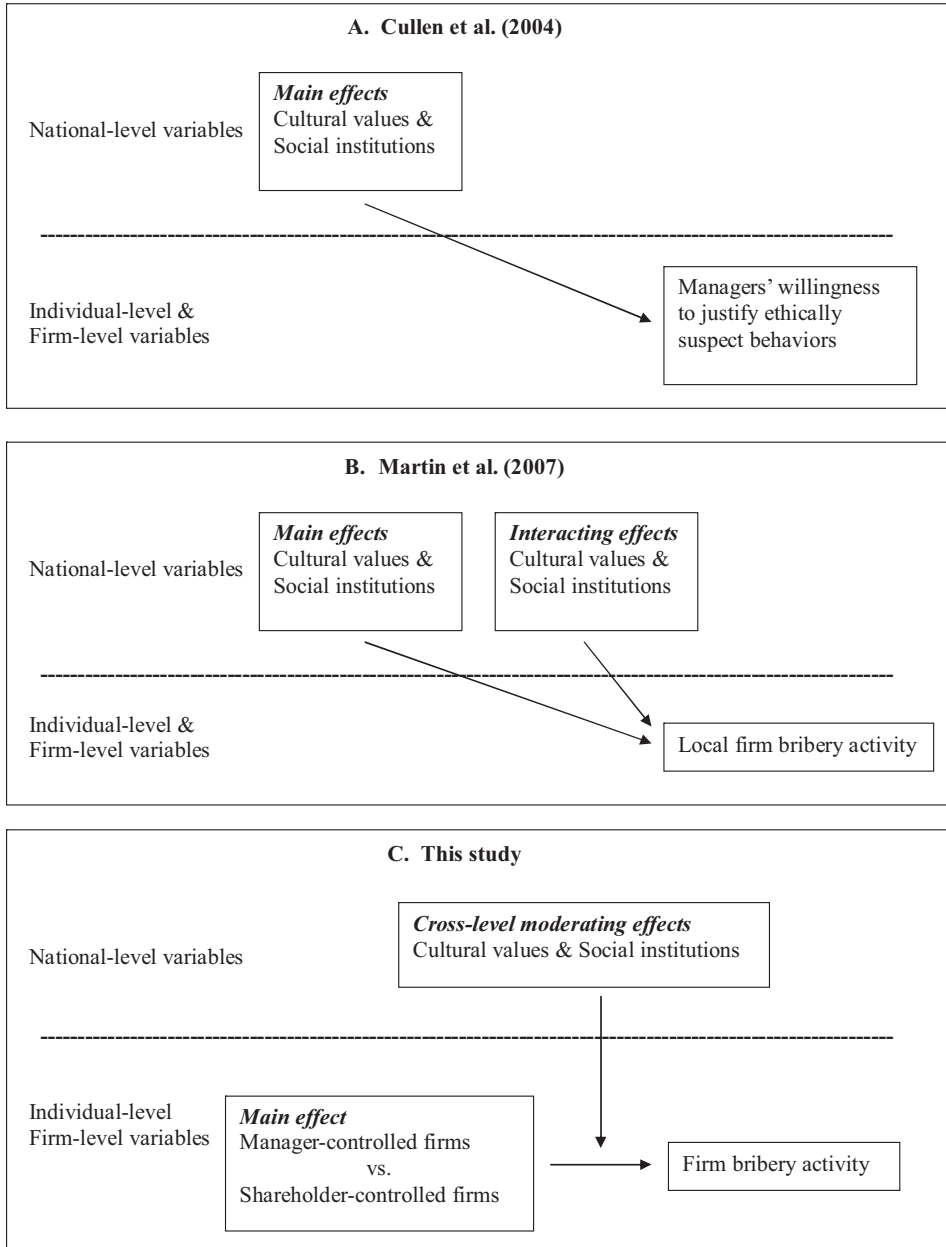 A. Cullen et al. (2004)
Main effects
Cultural values &
Social institutions
National-level variables
Individual-level &
Firm-level variables
Managers’ willingness
to justify ethically
suspect behaviors
B. Martin et al. (2007)
Main effects
Cultural values &
Social institutions
Interacting effects
Cultural values &
Social institutions
National-level variables
Individual-level &
Firm-level variables
Local firm bribery activity
C. This study
Cross-level moderating effects
Cultural values & Social institutions
National-level variables
Individual-level
Firm-level variables
Main effect
Manager-controlled firms
vs.
Shareholder-controlled firms
Firm bribery activity